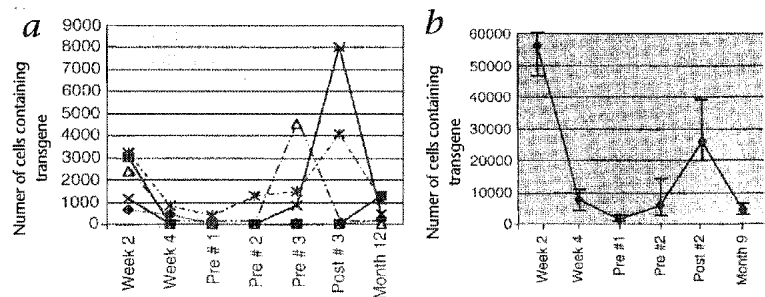 a
Numer of cells containing
transgene
9000
8000
7000
6000
5000
4000
3000
2000
1000
0
Week 2
Week 4
Pre # 1
Pre # 2
Pre # 3
Post # 3
Month 12
b
Numer of cells containing
transgene
60000
50000
40000
30000
20000
10000
0
Week 2
Week 4
Pre #1
Pre #2
Post #2
Month 9